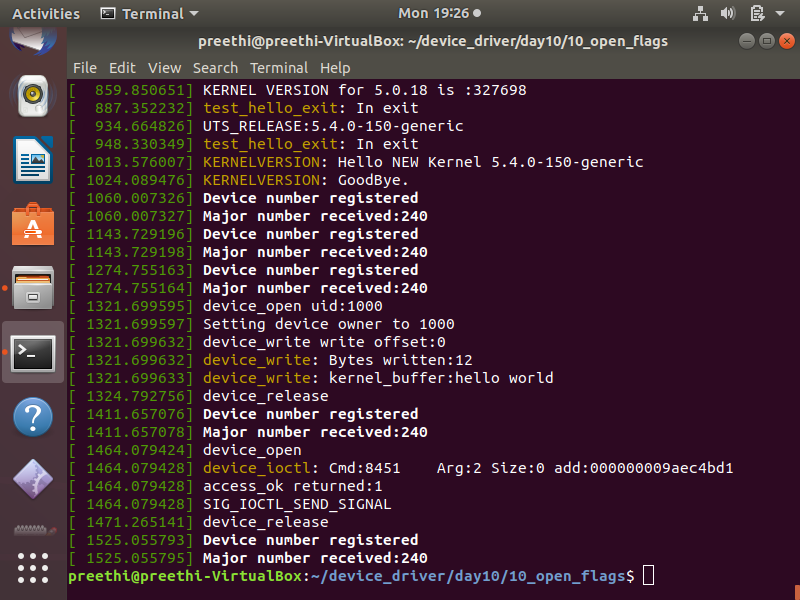 Activities Terminal Mon 19:26
preethi@preethi-VirtualBox: ~/device_driver/day10/10_open_flags
File Edit View Search Terminal Help
[  859.850651] KERNEL VERSION for 5.0.18 is :327698
[  887.352232] test_hello_exit: In exit
[  934.664826] UTS_RELEASE:5.4.0-150-generic
[  948.330349] test_hello_exit: In exit
[ 1013.576007] KERNELVERSION: Hello NEW Kernel 5.4.0-150-generic
[ 1024.089476] KERNELVERSION: GoodBye.
[ 1060.007326] Device number registered
[ 1060.007327] Major number received:240
[ 1143.729196] Device number registered
[ 1143.729198] Major number received:240
[ 1274.755163] Device number registered
[ 1274.755164] Major number received:240
[ 1321.699595] device_open uid:1000
[ 1321.699597] Setting device owner to 1000
[ 1321.699632] device_write write offset:0
[ 1321.699632] device_write: Bytes written:12
[ 1321.699633] device_write: kernel_buffer:hello world
[ 1324.792756] device_release
[ 1411.657076] Device number registered
[ 1411.657078] Major number received:240
[ 1464.079424] device_open
[ 1464.079428] device_ioctl: Cmd:8451    Arg:2 Size:0 add:000000009aec4bd1
[ 1464.079428] access_ok returned:1
[ 1464.079428] SIG_IOCTL_SEND_SIGNAL
[ 1471.265141] device_release
[ 1525.055793] Device number registered
[ 1525.055795] Major number received:240
preethi@preethi-VirtualBox:~/device_driver/day10/10_open_flags$